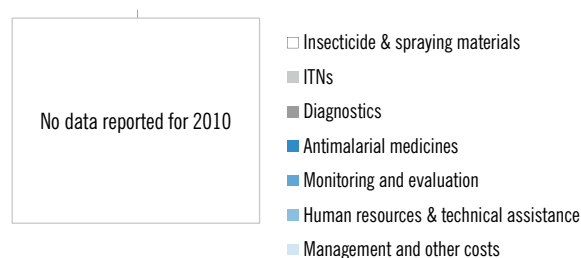 No data reported for 2010
Insecticide & spraying materials
ITNs
Diagnostics
Antimalarial medicines
Monitoring and evaluation
Human resources & technical assistance
Management and other costs